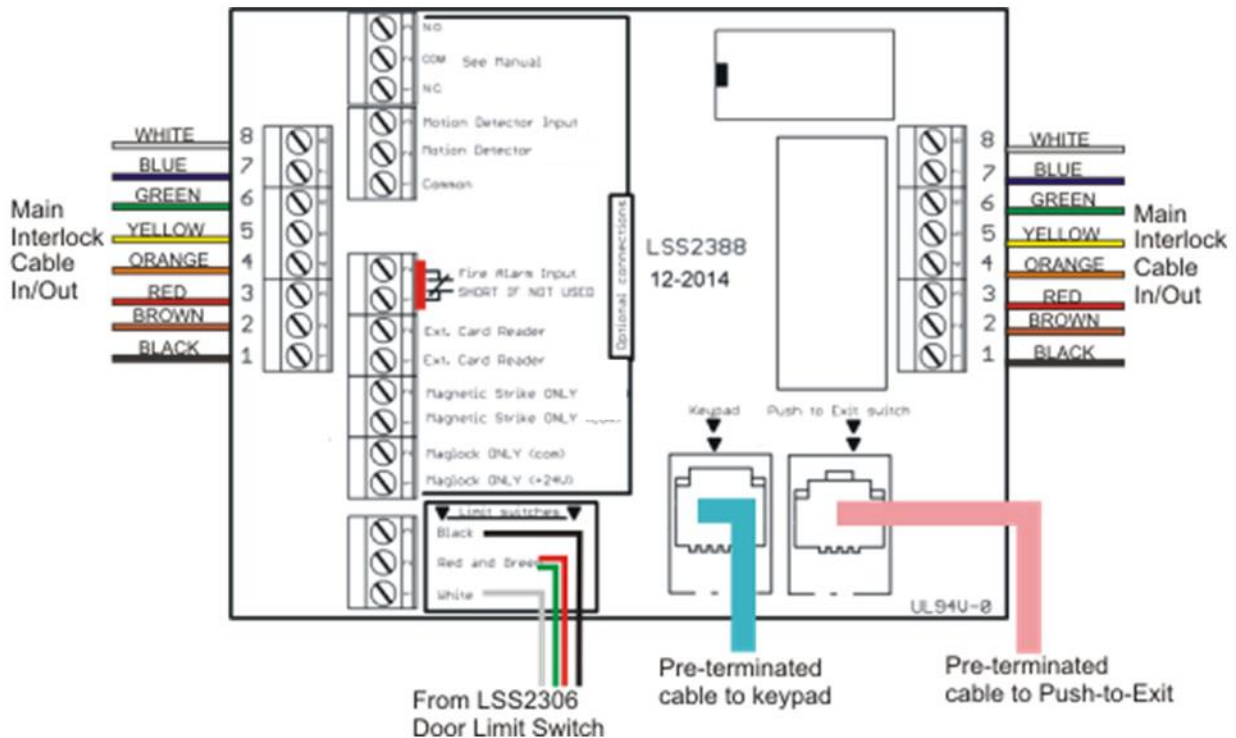 N.O.
COM See Manual
N.C.
Motion Detector Input
Motion Detector
Common
WHITE 8
BLUE 7
GREEN 6
YELLOW 5
ORANGE 4
RED 3
BROWN 2
BLACK 1
Main
Interlock
Cable
In/Out
Fire Alarm Input
SHORT IF NOT USED
Ext. Card Reader
Ext. Card Reader
Magnetic Strike ONLY
Magnetic Strike ONLY
Maglock ONLY (com)
Maglock ONLY (+24V)
Optional connections
LSS2388
12-2014
8 WHITE
7 BLUE
6 GREEN
5 YELLOW
4 ORANGE
3 RED
2 BROWN
1 BLACK
Main
Interlock
Cable
In/Out
Keypad
Push to Exit switch
Limit switches
Black
Red and Green
White
UL94V-0
From LSS2306
Door Limit Switch
Pre-terminated
cable to keypad
Pre-terminated
cable to Push-to-Exit